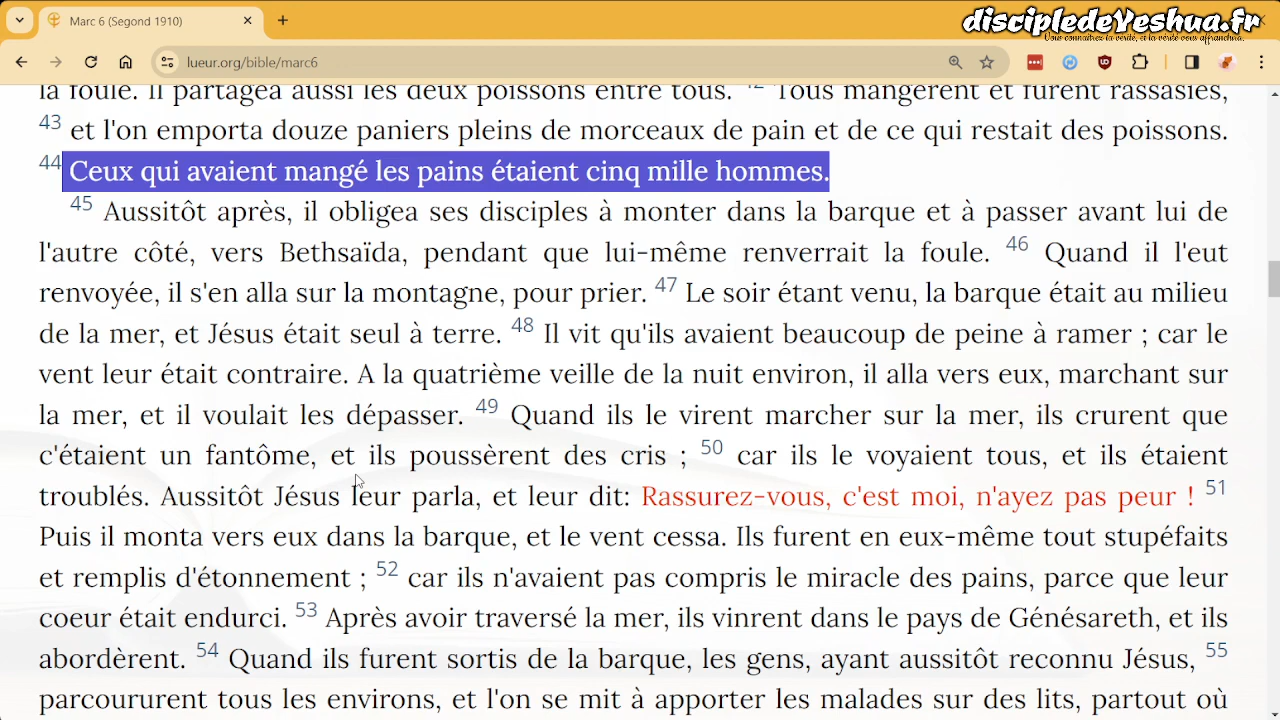 Marc 6 (Segond 1910)
discipledeYeshua.fr
Vous connaîtrez la vérité, et la vérité vous affranchira.
lueur.org/bible/marc6
la foule. Il partagea aussi les deux poissons entre tous. 42 Tous mangèrent et furent rassasiés,
43 et l'on emporta douze paniers pleins de morceaux de pain et de ce qui restait des poissons.
44 Ceux qui avaient mangé les pains étaient cinq mille hommes.
45 Aussitôt après, il obligea ses disciples à monter dans la barque et à passer avant lui de
l'autre côté, vers Bethsaïda, pendant que lui-même renverrait la foule. 46 Quand il l'eut
renvoyée, il s'en alla sur la montagne, pour prier. 47 Le soir étant venu, la barque était au milieu
de la mer, et Jésus était seul à terre. 48 Il vit qu'ils avaient beaucoup de peine à ramer ; car le
vent leur était contraire. A la quatrième veille de la nuit environ, il alla vers eux, marchant sur
la mer, et il voulait les dépasser. 49 Quand ils le virent marcher sur la mer, ils crurent que
c'étaient un fantôme, et ils poussèrent des cris ; 50 car ils le voyaient tous, et ils étaient
troublés. Aussitôt Jésus leur parla, et leur dit: Rassurez-vous, c'est moi, n'ayez pas peur ! 51
Puis il monta vers eux dans la barque, et le vent cessa. Ils furent en eux-même tout stupéfaits
et remplis d'étonnement ; 52 car ils n'avaient pas compris le miracle des pains, parce que leur
coeur était endurci. 53 Après avoir traversé la mer, ils vinrent dans le pays de Génésareth, et ils
abordèrent. 54 Quand ils furent sortis de la barque, les gens, ayant aussitôt reconnu Jésus, 55
parcoururent tous les environs, et l'on se mit à apporter les malades sur des lits, partout où